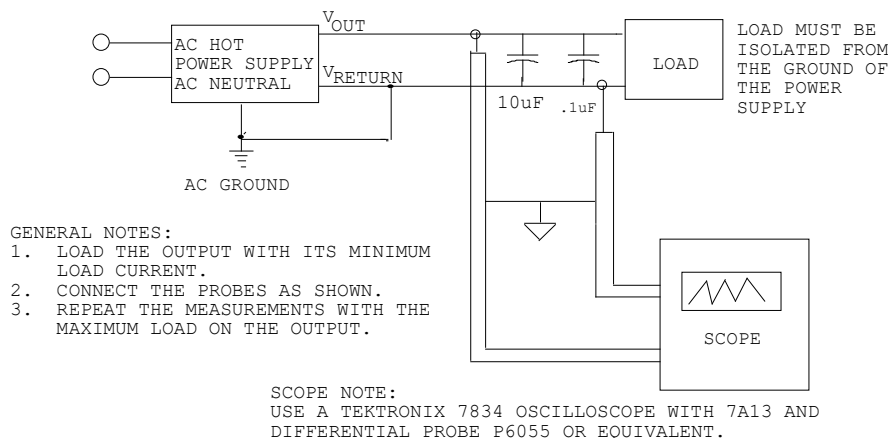 V OUT
AC HOT
POWER SUPPLY
AC NEUTRAL
V RETURN
LOAD
LOAD MUST BE
ISOLATED FROM
THE GROUND OF
THE POWER
SUPPLY
10uF
.1uF
AC GROUND
GENERAL NOTES:
1. LOAD THE OUTPUT WITH ITS MINIMUM
LOAD CURRENT.
2. CONNECT THE PROBES AS SHOWN.
3. REPEAT THE MEASUREMENTS WITH THE
MAXIMUM LOAD ON THE OUTPUT.
SCOPE
SCOPE NOTE:
USE A TEKTRONIX 7834 OSCILLOSCOPE WITH 7A13 AND
DIFFERENTIAL PROBE P6055 OR EQUIVALENT.